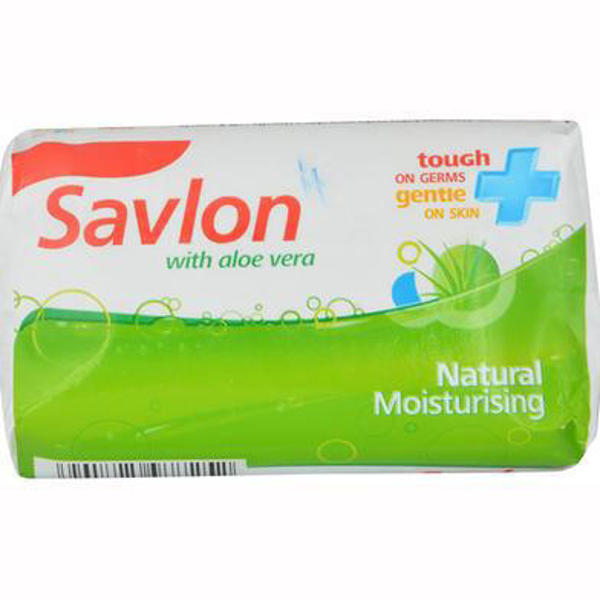 Savlon
with aloe vera
tough
ON GERMS
gentle
ON SKIN
Natural
Moisturising